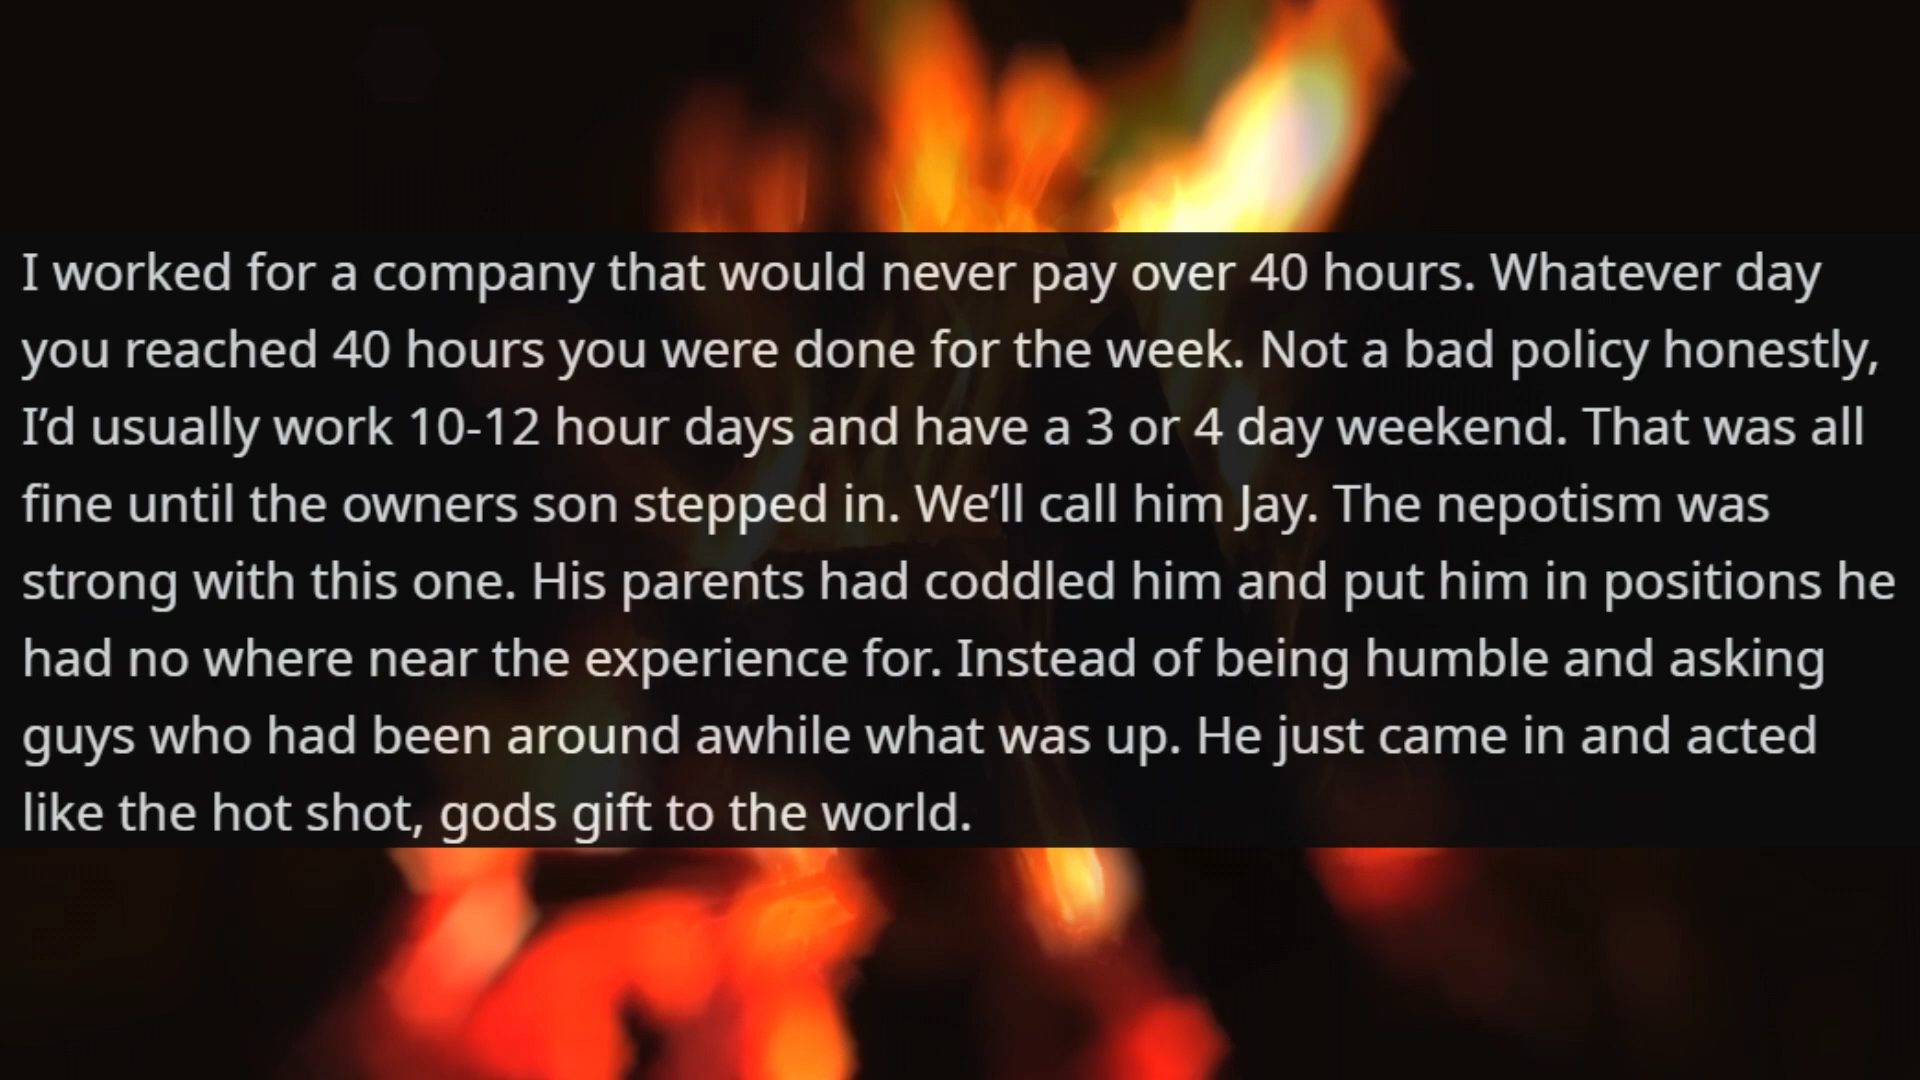 I worked for a company that would never pay over 40 hours. Whatever day
you reached 40 hours you were done for the week. Not a bad policy honestly,
I’d usually work 10-12 hour days and have a 3 or 4 day weekend. That was all
fine until the owners son stepped in. We’ll call him Jay. The nepotism was
strong with this one. His parents had coddled him and put him in positions he
had no where near the experience for. Instead of being humble and asking
guys who had been around awhile what was up. He just came in and acted
like the hot shot, gods gift to the world.